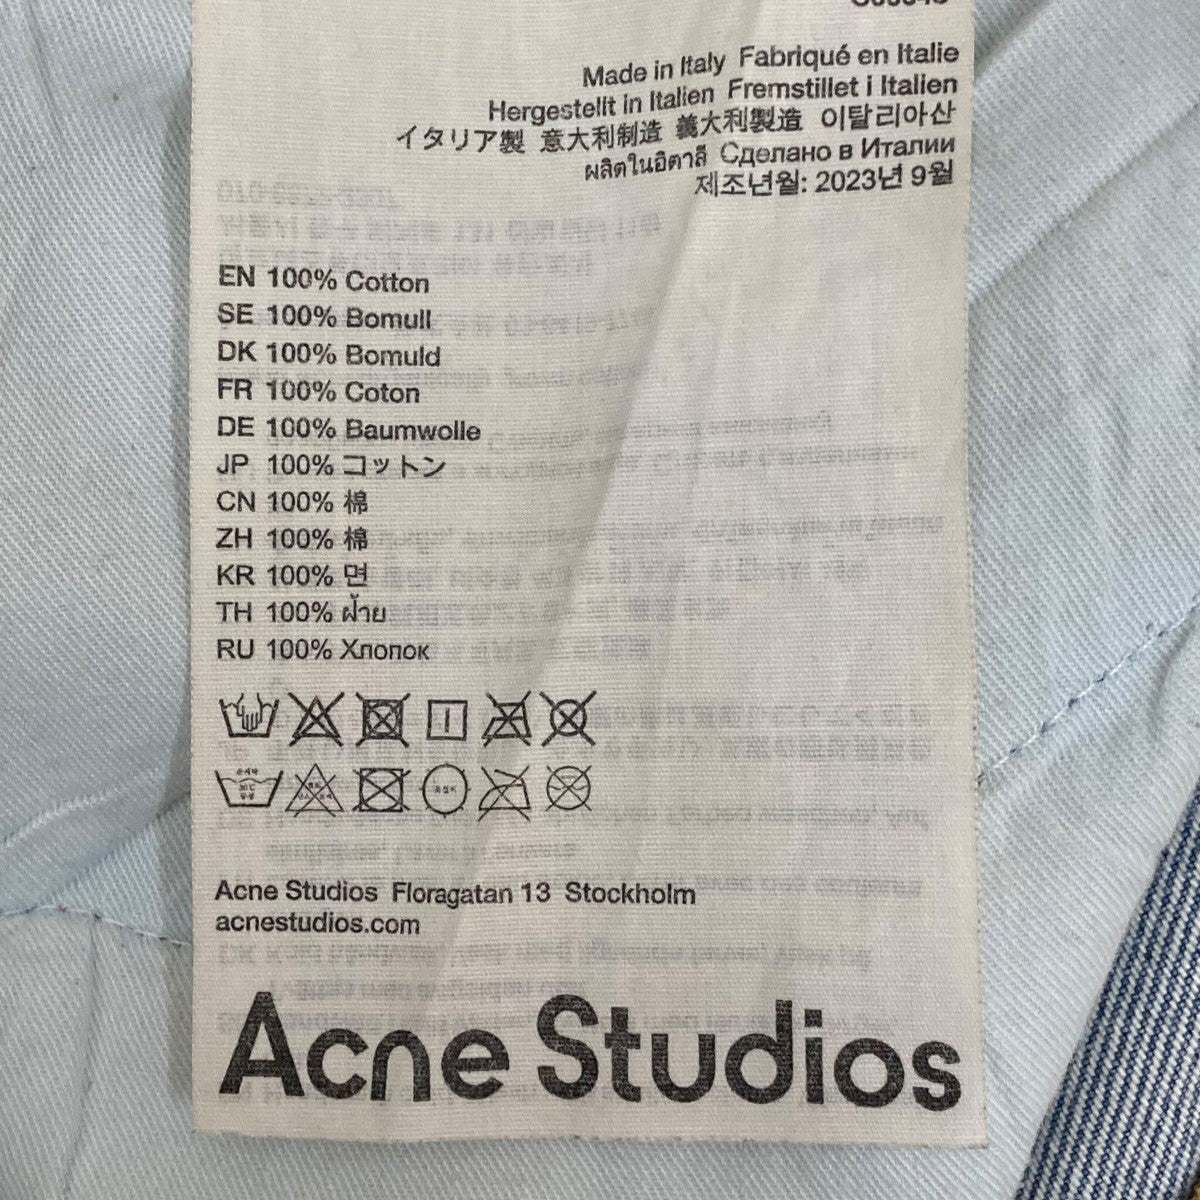 Made in Italy Fabriqué en Italie
Hergestellt in Italien Fremstillet i Italien
イタリア製 意大利制造 義大利製造 이탈리아산
ผลิตในอิตาลี Сделано в Италии
제조년월: 2023년 9월
EN 100% Cotton
SE 100% Bomull
DK 100% Bomuld
FR 100% Coton
DE 100% Baumwolle
JP 100% コットン
CN 100% 棉
ZH 100% 棉
KR 100% 면
TH 100% ฝ้าย
RU 100% Хлопок
Acne Studios Floragatan 13 Stockholm
acnestudios.com
Acne Studios